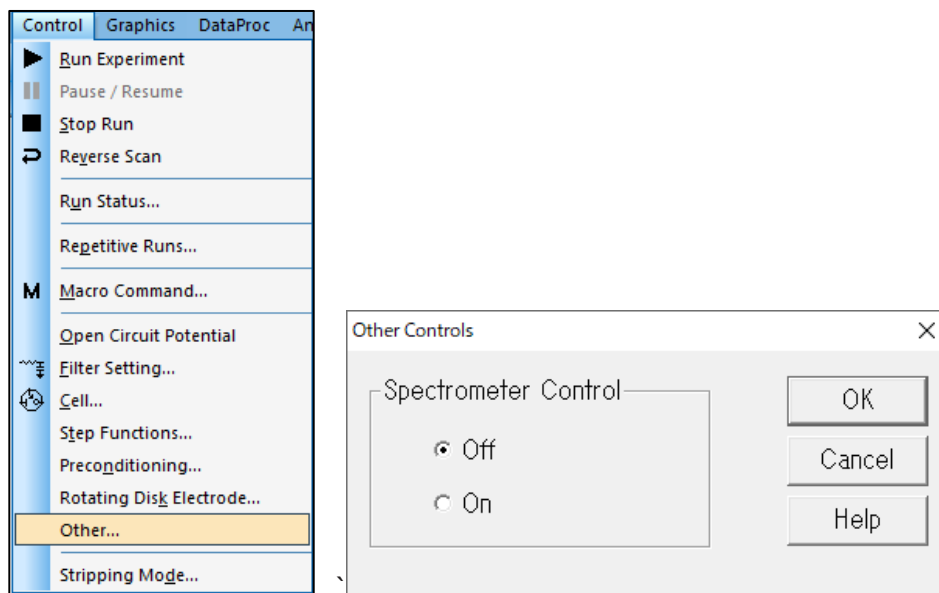 Control Graphics DataProc An
Run Experiment
Pause / Resume
Stop Run
Reverse Scan
Run Status...
Repetitive Runs...
M Macro Command...
Open Circuit Potential
Filter Setting...
Cell...
Step Functions...
Preconditioning...
Rotating Disk Electrode...
Other...
Stripping Mode...
`
Other Controls
Spectrometer Control
Off
On
OK
Cancel
Help